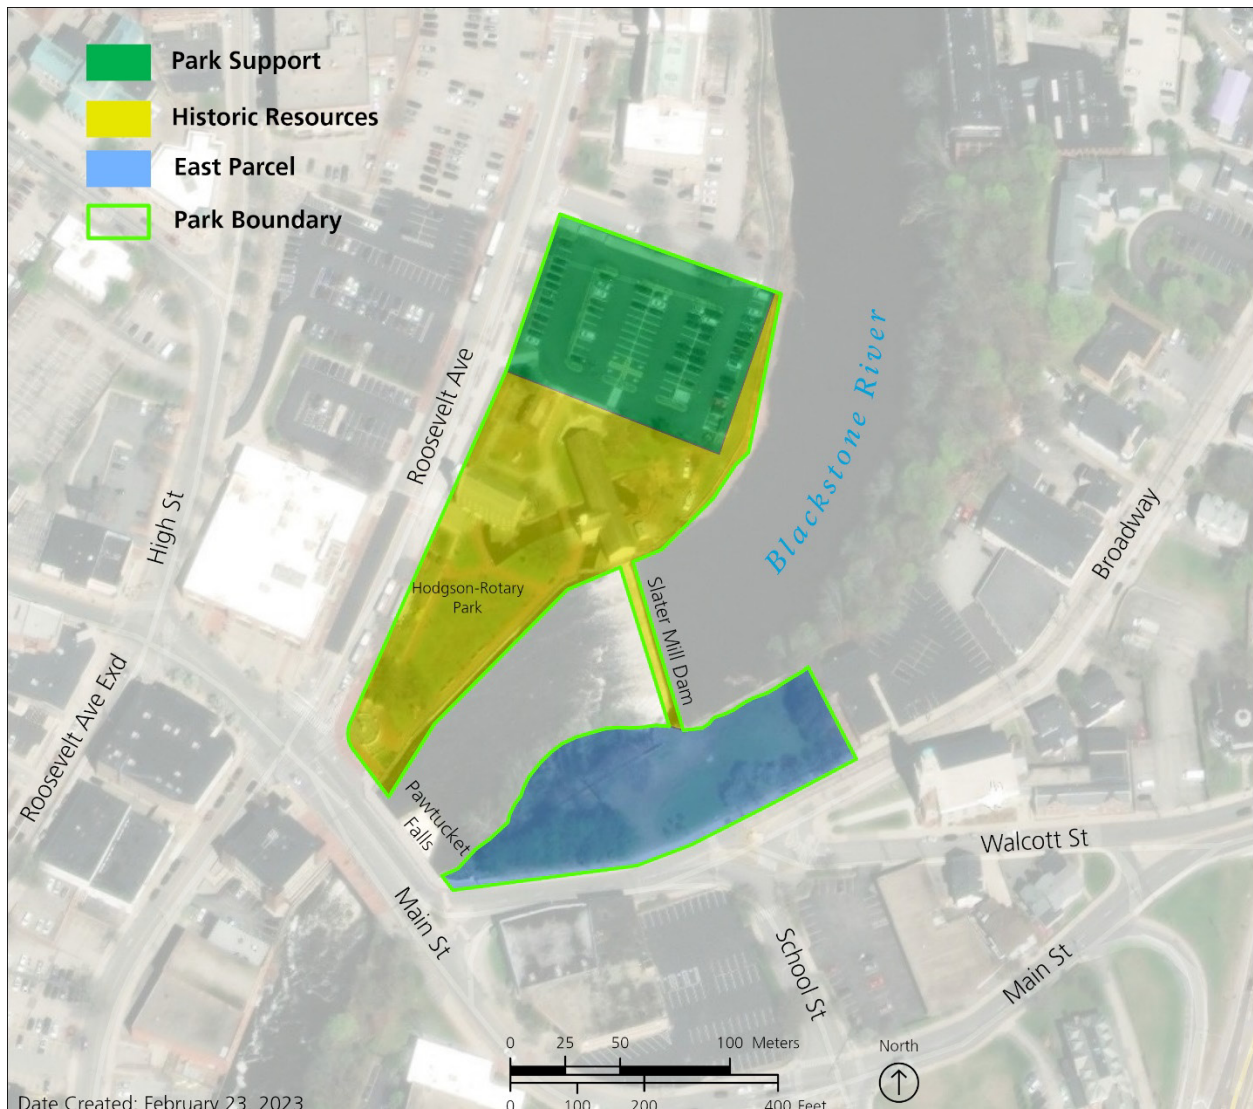 Park Support
Historic Resources
East Parcel
Park Boundary
Roosevelt Ave
Blackstone River
High St
Broadway
Hodgson-Rotary
Park
Slater Mill Dam
Roosevelt Ave Exd
Pawtucket
Falls
Walcott St
Main St
School St
Main St
0 25 50 100 Meters
North
0 100 200 400 Feet
Date Created: February 23, 2023